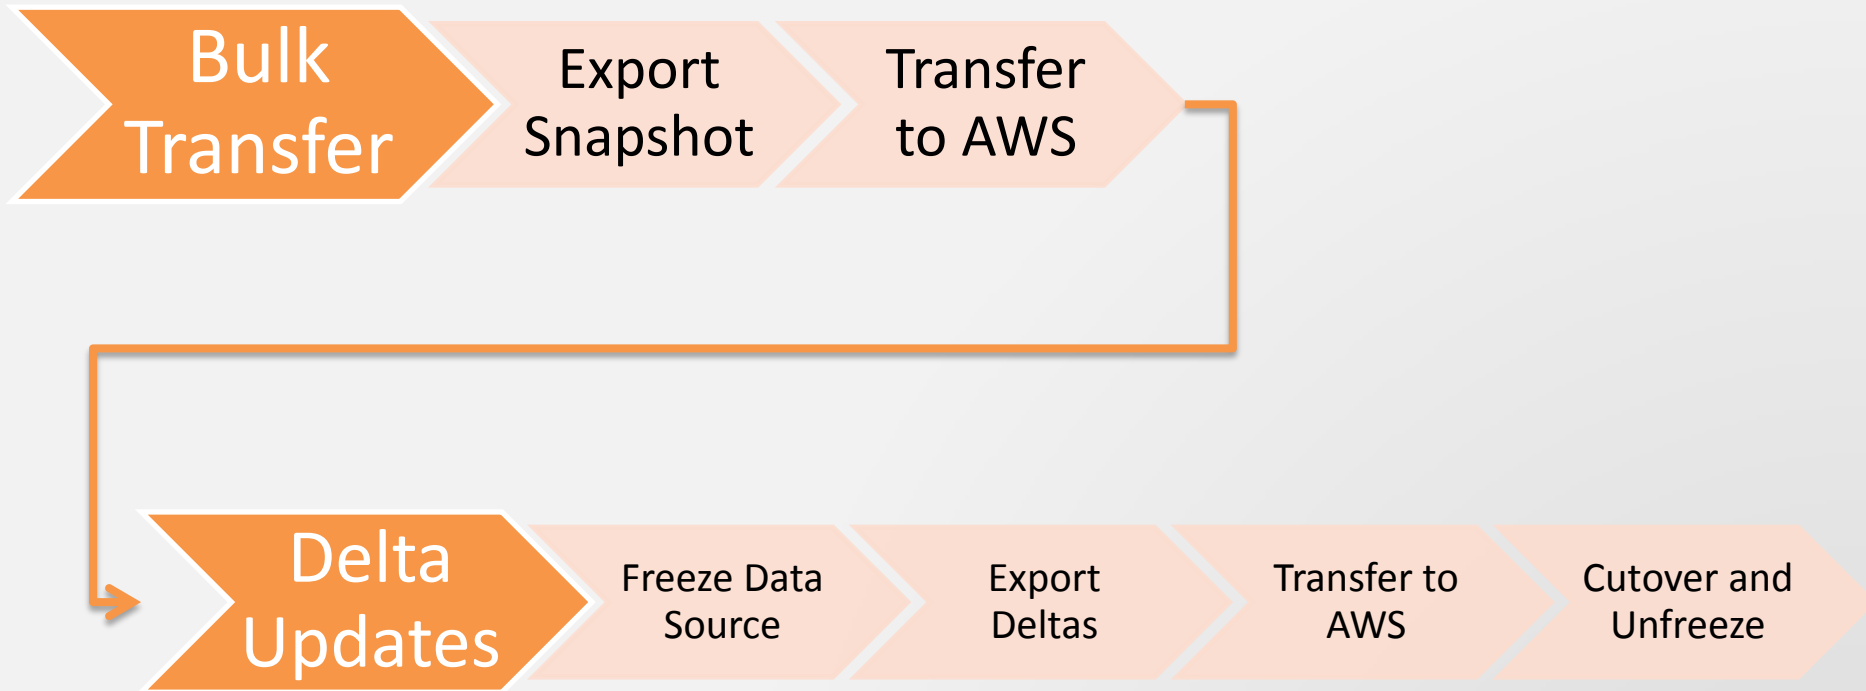 Bulk
Transfer
Export
Snapshot
Transfer
to AWS
Delta
Updates
Freeze Data
Source
Export
Deltas
Transfer to
AWS
Cutover and
Unfreeze